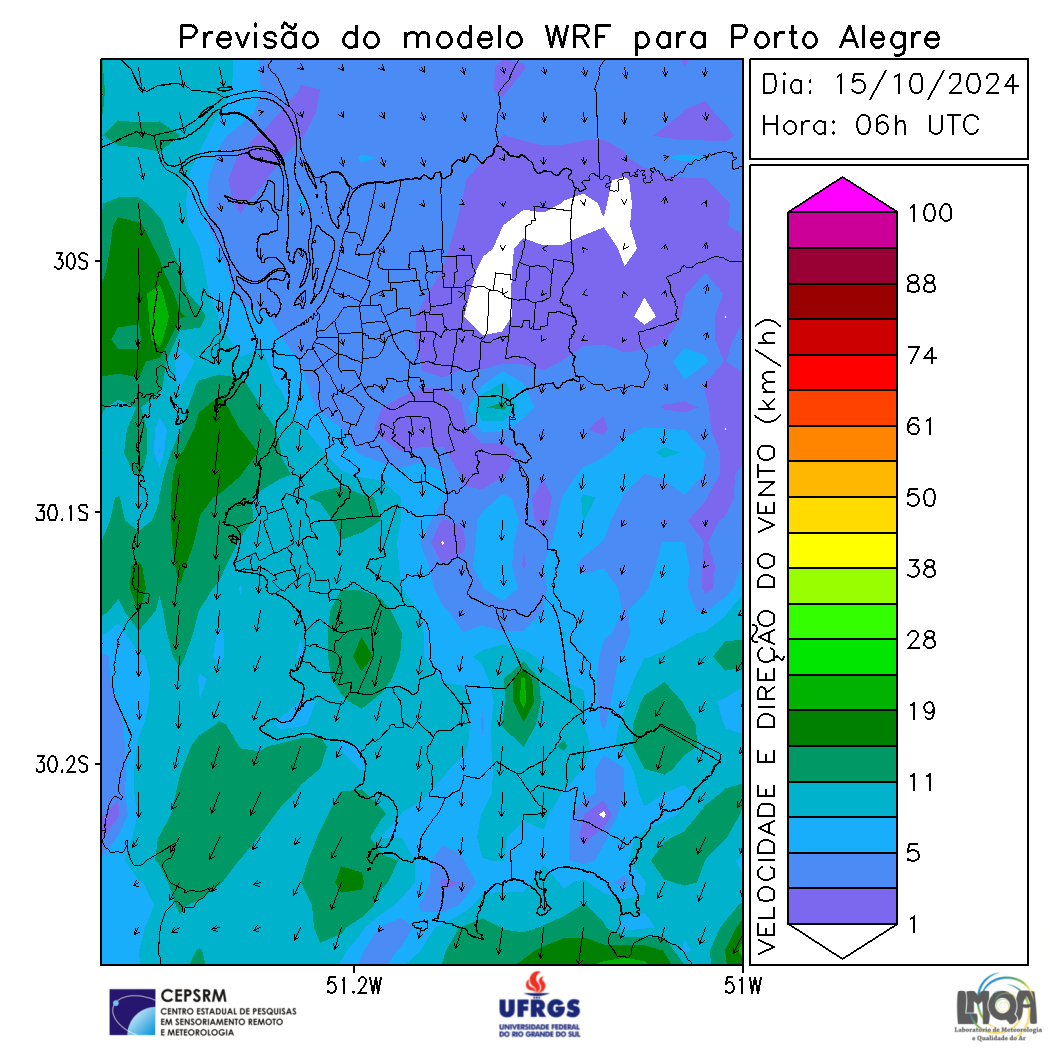 Previsão do modelo WRF para Porto Alegre
Dia: 15/10/2024
Hora: 06h UTC
30S
30.1S
30.2S
51.2W
51W
VELOCIDADE E DIREÇÃO DO VENTO (km/h)
100
88
74
61
50
38
28
19
11
5
1
CEPSRM
CENTRO ESTADUAL DE PESQUISAS
EM SENSORIAMENTO REMOTO
E METEOROLOGIA
UFRGS
UNIVERSIDADE FEDERAL
DO RIO GRANDE DO SUL
LMQA
Laboratório de Meteorologia
e Qualidade do Ar